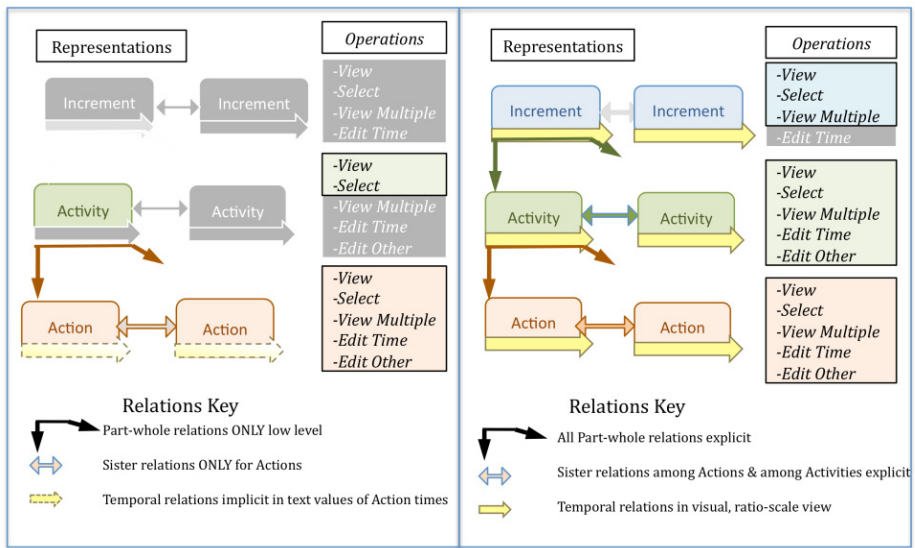 Representations
Operations
Increment
Increment
-View
-Select
-View Multiple
-Edit Time
Activity
Activity
-View
-Select
-View Multiple
-Edit Time
-Edit Other
Action
Action
-View
-Select
-View Multiple
-Edit Time
-Edit Other
Relations Key
Part-whole relations ONLY low level
Sister relations ONLY for Actions
Temporal relations implicit in text values of Action times
Representations
Operations
Increment
Increment
-View
-Select
-View Multiple
-Edit Time
Activity
Activity
-View
-Select
-View Multiple
-Edit Time
-Edit Other
Action
Action
-View
-Select
-View Multiple
-Edit Time
-Edit Other
Relations Key
All Part-whole relations explicit
Sister relations among Actions & among Activities explicit
Temporal relations in visual, ratio-scale view